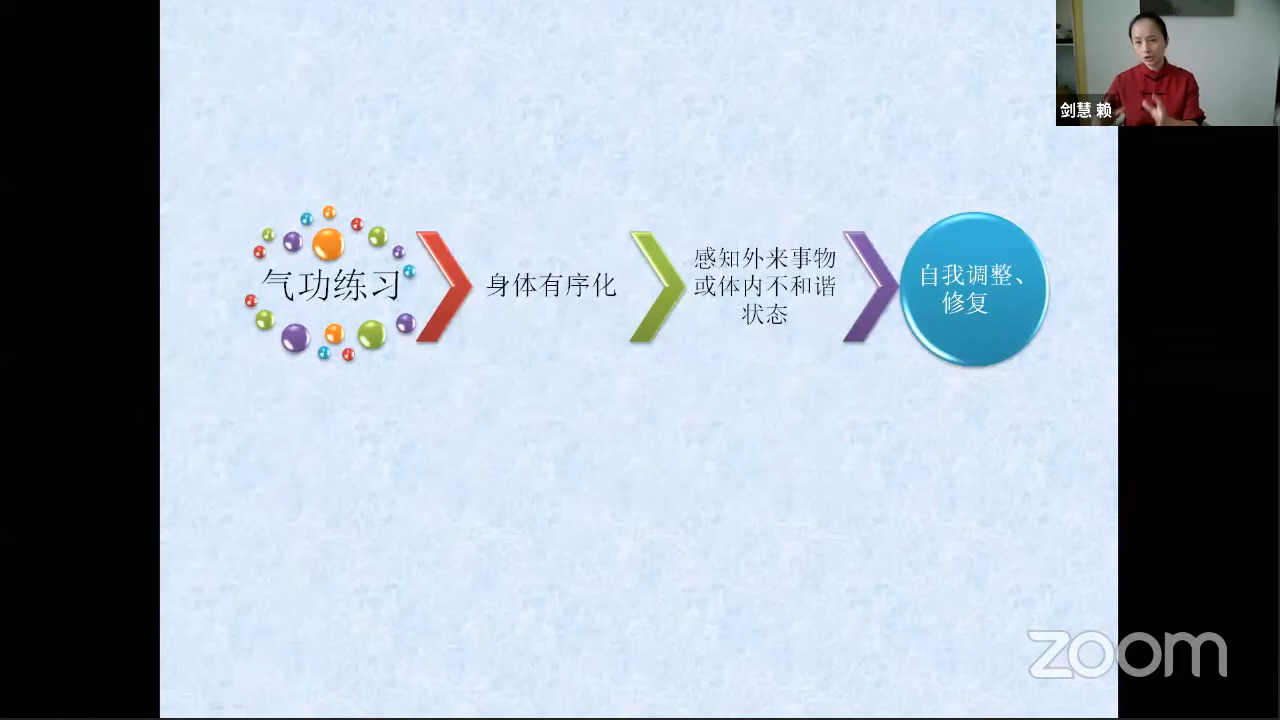 剑慧 赖
气功练习
身体有序化
感知外来事物
或体内不和谐
状态
自我调整、
修复
zoom